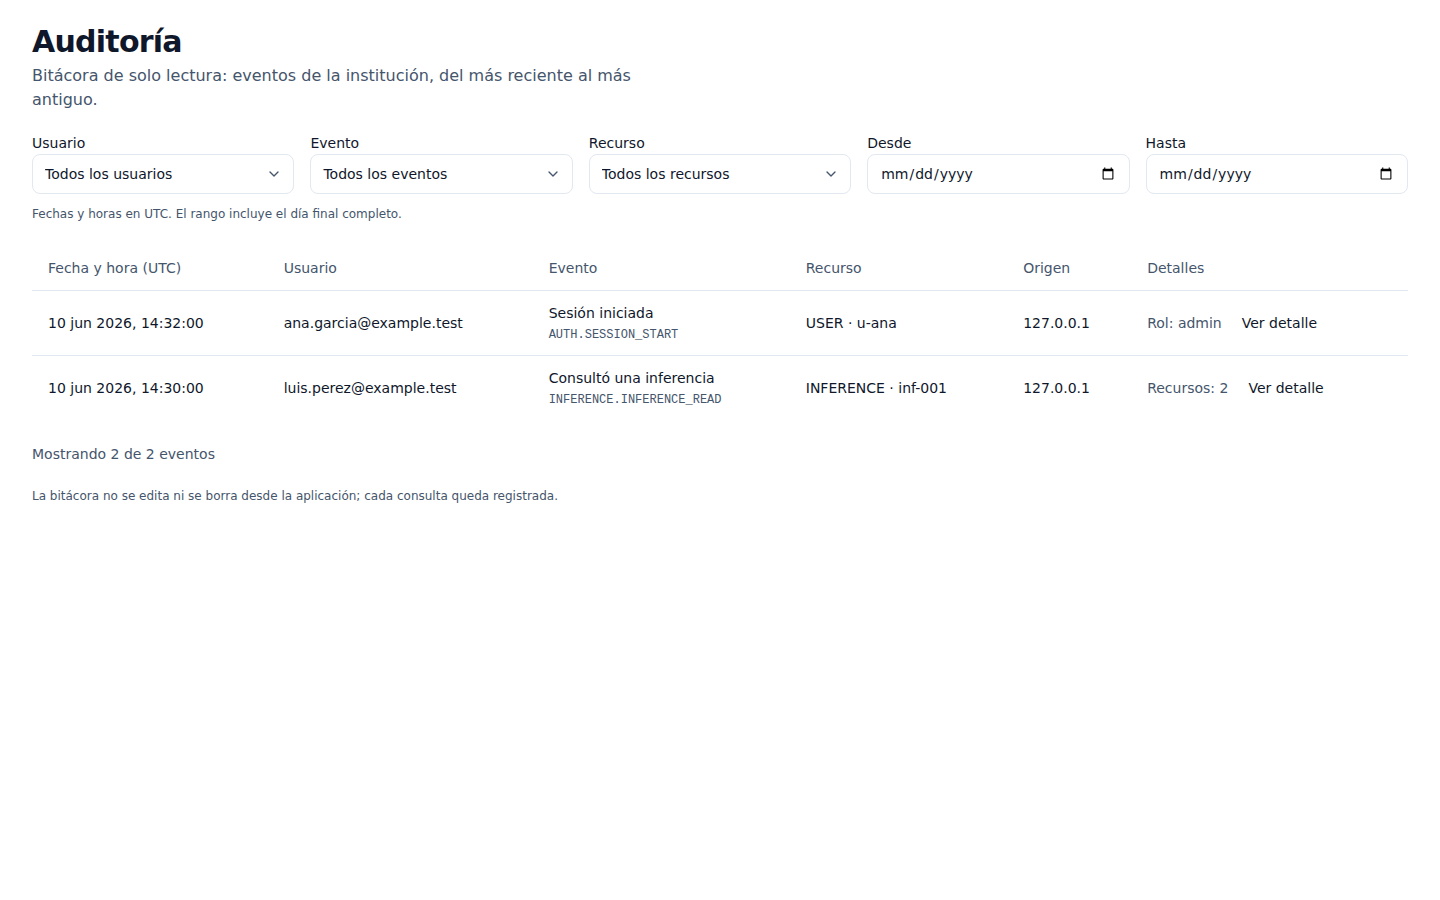 Auditoría
Bitácora de solo lectura: eventos de la institución, del más reciente al más
antiguo.
Usuario
Evento
Recurso
Desde
Hasta
Todos los usuarios
Todos los eventos
Todos los recursos
mm/dd/yyyy
mm/dd/yyyy
Fechas y horas en UTC. El rango incluye el día final completo.
Fecha y hora (UTC) Usuario Evento Recurso Origen Detalles
10 jun 2026, 14:32:00 ana.garcia@example.test Sesión iniciada USER · u-ana 127.0.0.1 Rol: admin Ver detalle
AUTH.SESSION_START
10 jun 2026, 14:30:00 luis.perez@example.test Consultó una inferencia INFERENCE · inf-001 127.0.0.1 Recursos: 2 Ver detalle
INFERENCE.INFERENCE_READ
Mostrando 2 de 2 eventos
La bitácora no se edita ni se borra desde la aplicación; cada consulta queda registrada.